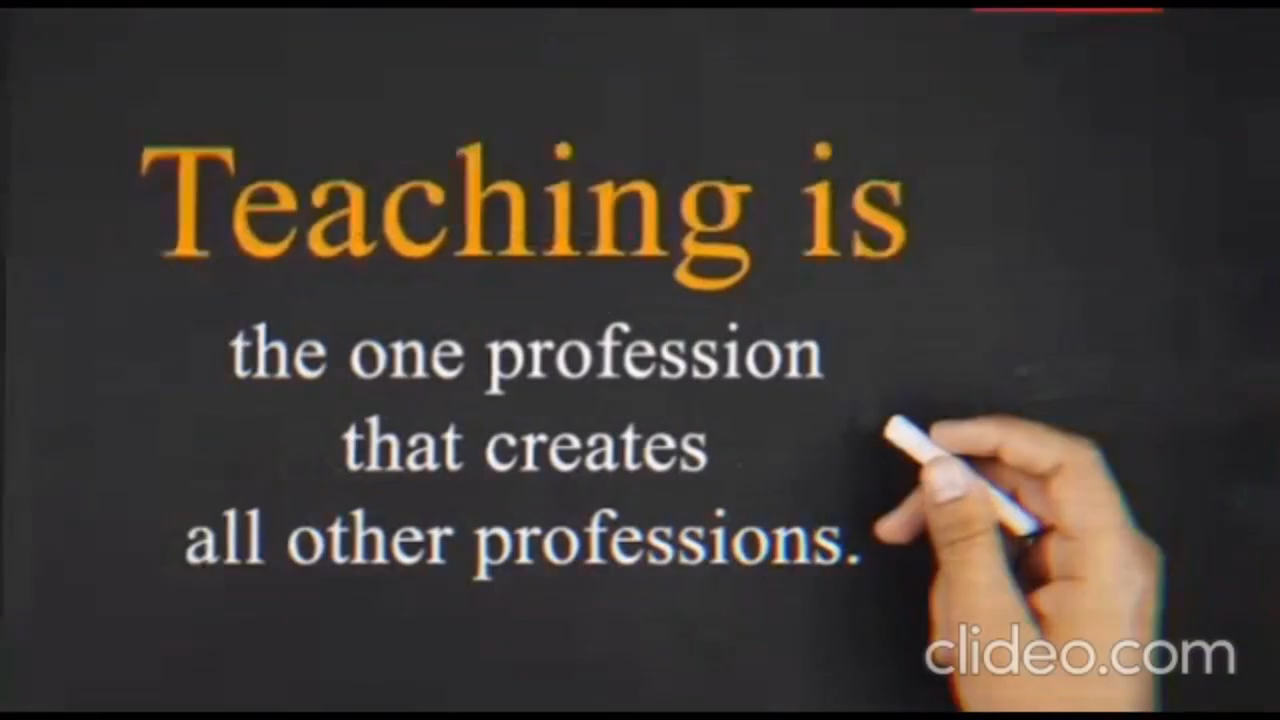 Teaching is
the one profession
that creates
all other professions.
clideo.com